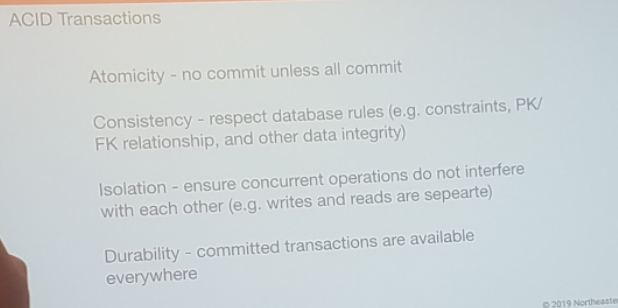 ACID Transactions
Atomicity - no commit unless all commit
Consistency - respect database rules (e.g. constraints, PK/
FK relationship, and other data integrity)
Isolation - ensure concurrent operations do not interfere
with each other (e.g. writes and reads are sepearte)
Durability - committed transactions are available
everywhere
© 2019